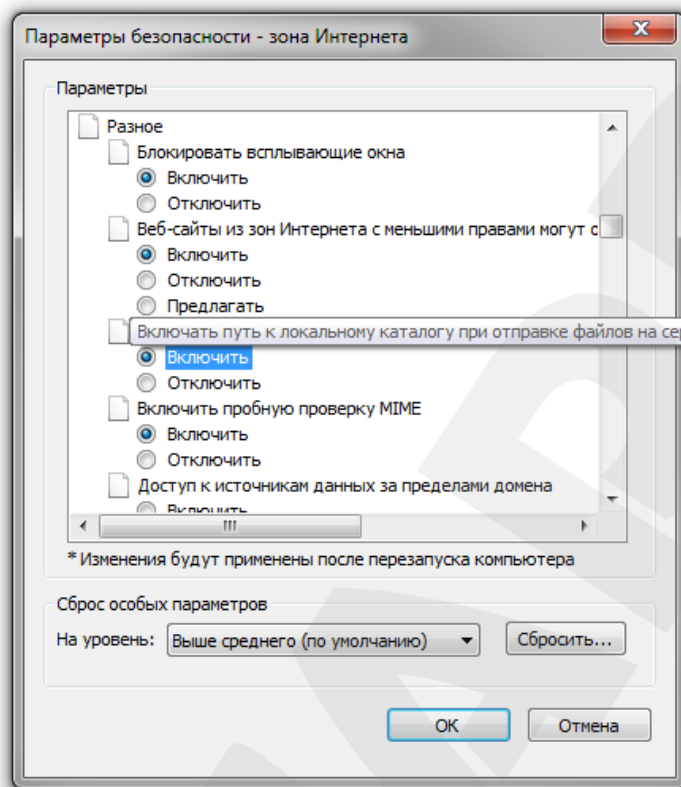 Параметры безопасности - зона Интернета
Параметры
Разное
Блокировать всплывающие окна
Включить
Отключить
Веб-сайты из зон Интернета с меньшими правами могут
Включить
Отключить
Предлагать
Включать путь к локальному каталогу при отправке файлов на
Включить
Отключить
Включить пробную проверку MIME
Включить
Отключить
Доступ к источникам данных за пределами домена
Включить
* Изменения будут применены после перезапуска компьютера
Сброс особых параметров
На уровень: Выше среднего (по умолчанию) Сбросить...
OK Отмена